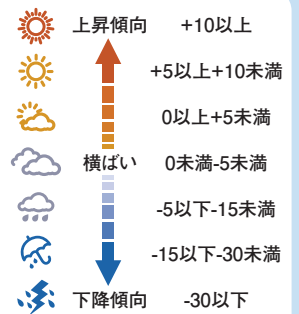 上昇傾向 +10以上
+5以上+10未満
0以上+5未満
横ばい 0未満-5未満
-5以下-15未満
-15以下-30未満
下降傾向 -30以下